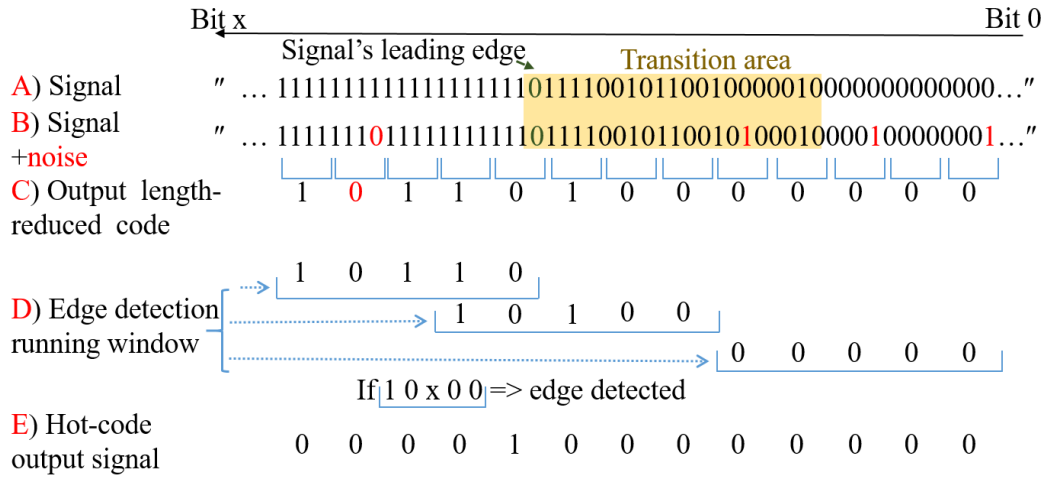 Bit x Bit 0
Signal's leading edge Transition area
A) Signal " … 1111111111111111111011110010110010000010000000000000…"
B) Signal " … 1111111011111111111011110010110010100010000100000001…"
+noise
C) Output length- 1 0 1 1 0 1 0 0 0 0 0 0 0
reduced code
1 0 1 1 0
D) Edge detection 1 0 1 0 0
running window 0 0 0 0 0
If 1 0 x 0 0 => edge detected
E) Hot-code
output signal 0 0 0 0 1 0 0 0 0 0 0 0 0